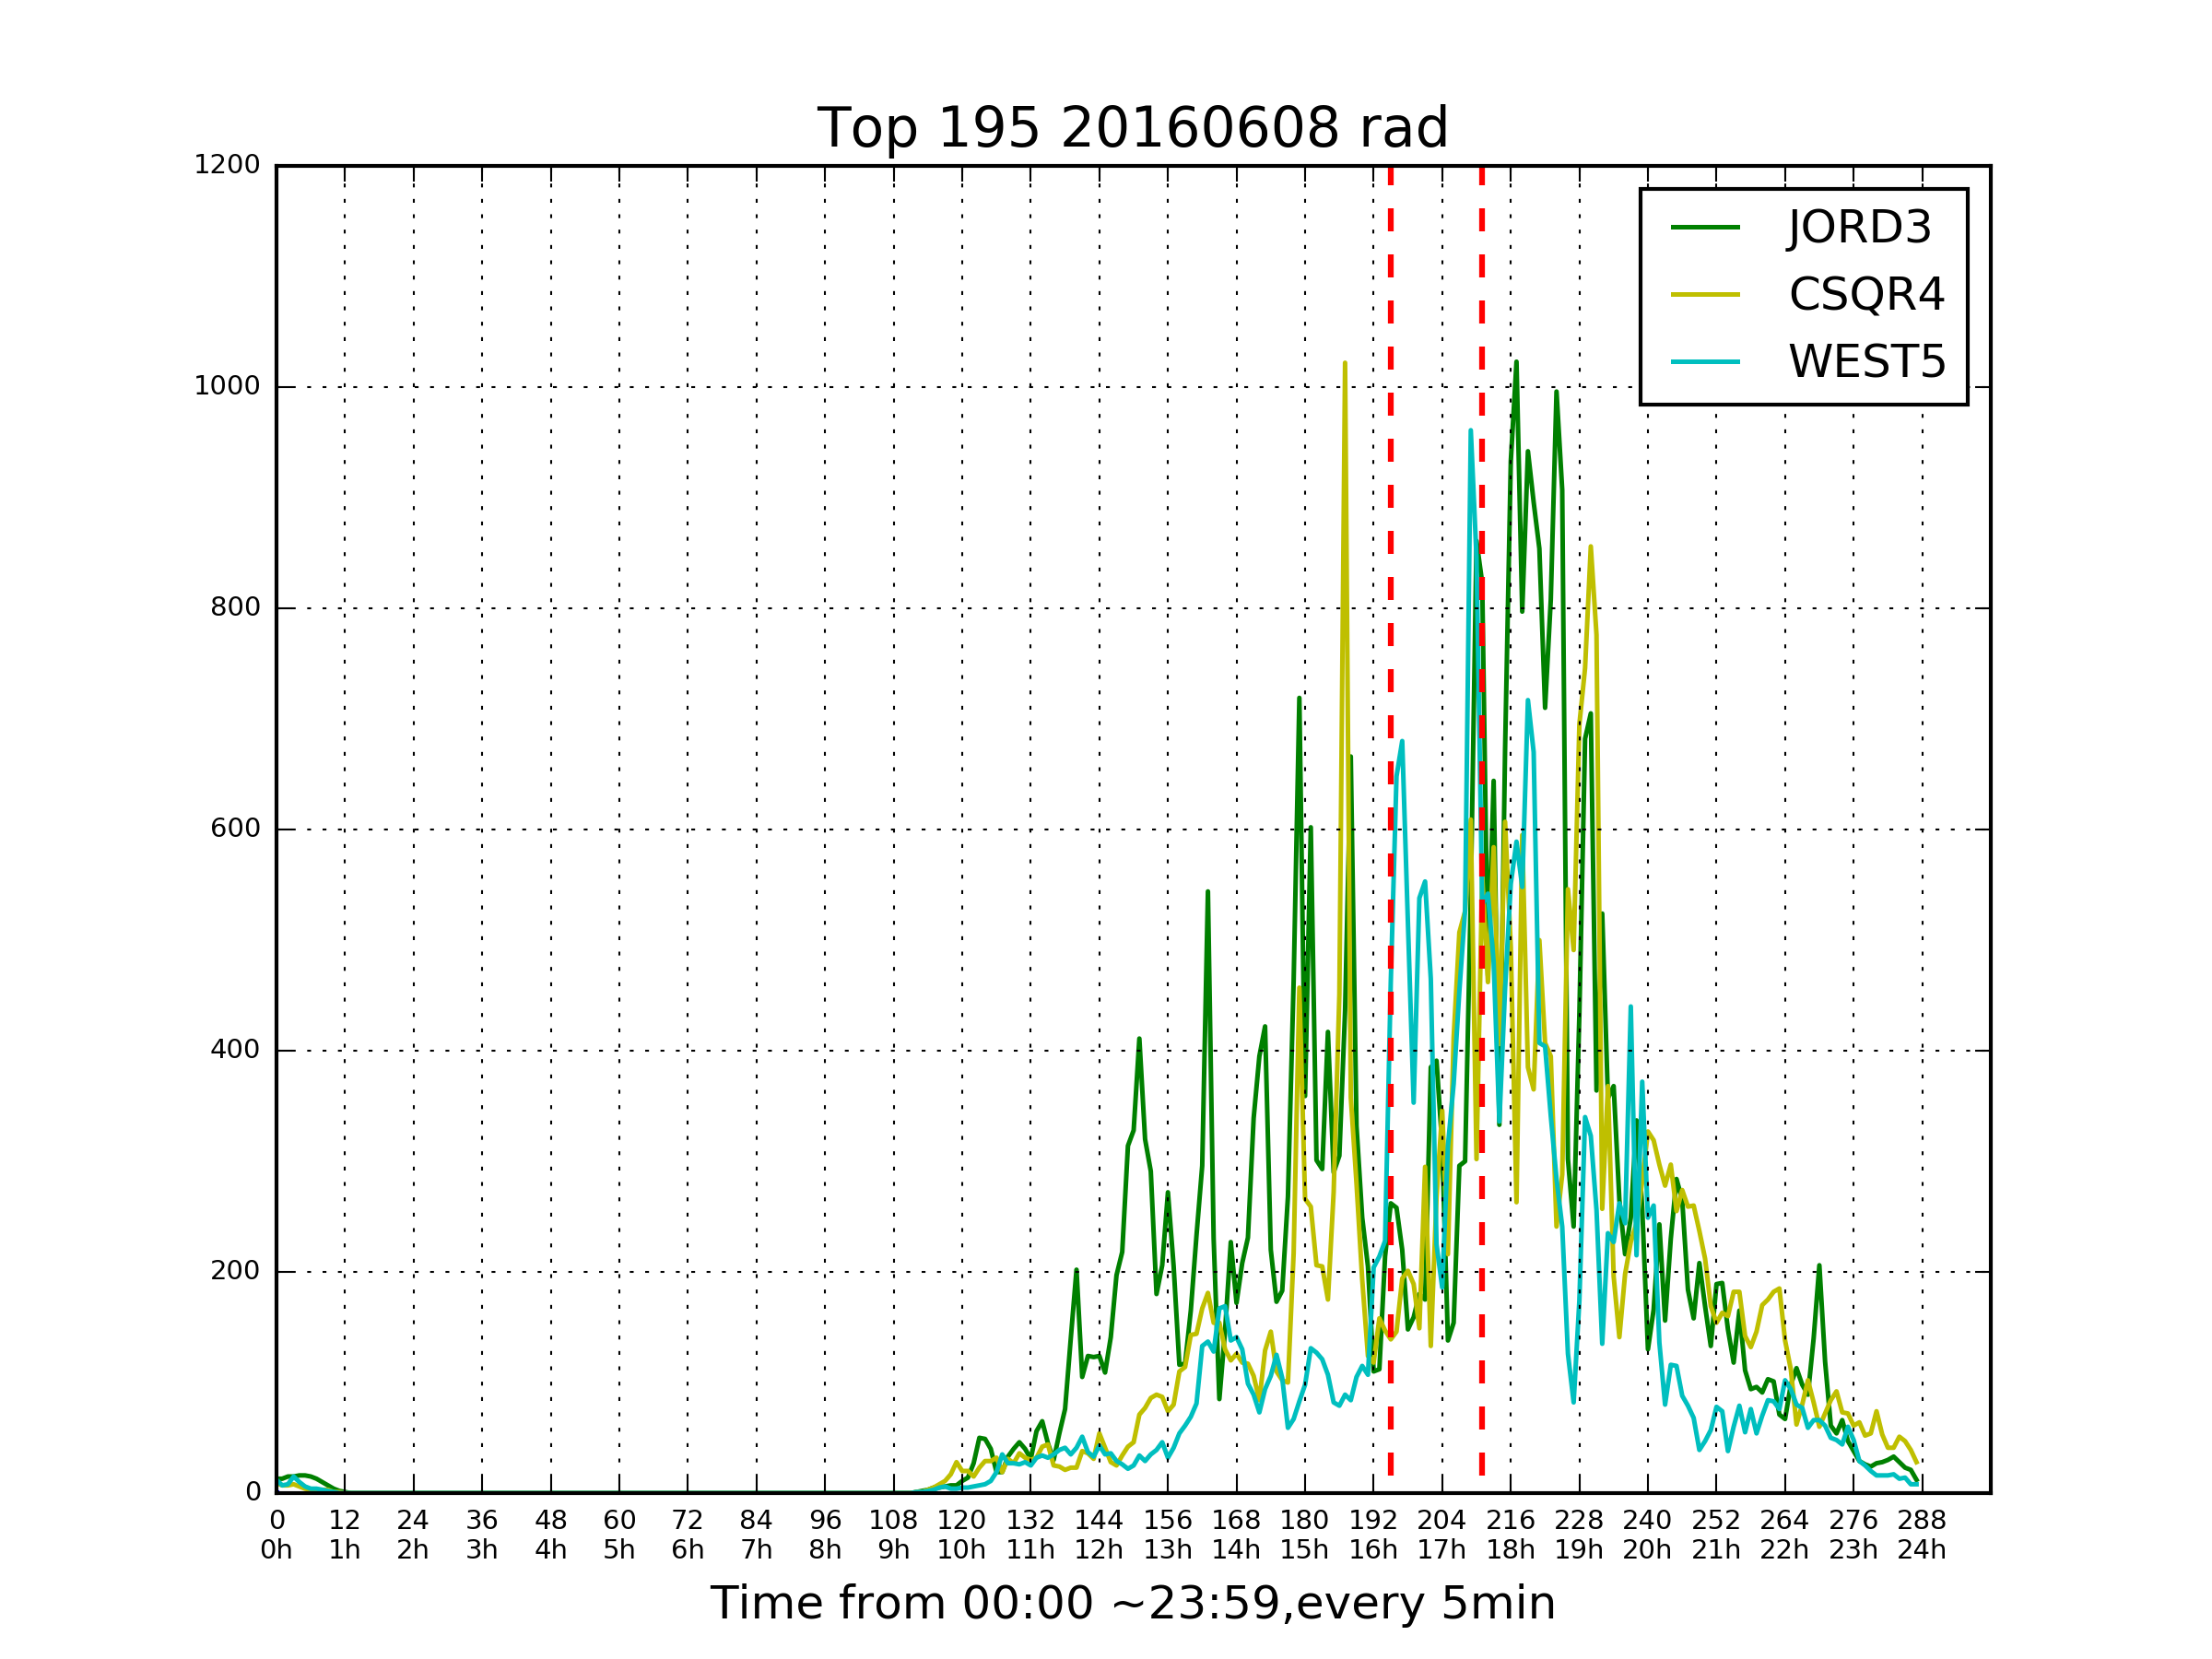 Top 195 20160608 rad
1200
1000
800
600
400
200
0
JORD3
CSQR4
WEST5
0 12 24 36 48 60 72 84 96 108 120 132 144 156 168 180 192 204 216 228 240 252 264 276 288
0h 1h 2h 3h 4h 5h 6h 7h 8h 9h 10h 11h 12h 13h 14h 15h 16h 17h 18h 19h 20h 21h 22h 23h 24h
Time from 00:00 ~23:59,every 5min